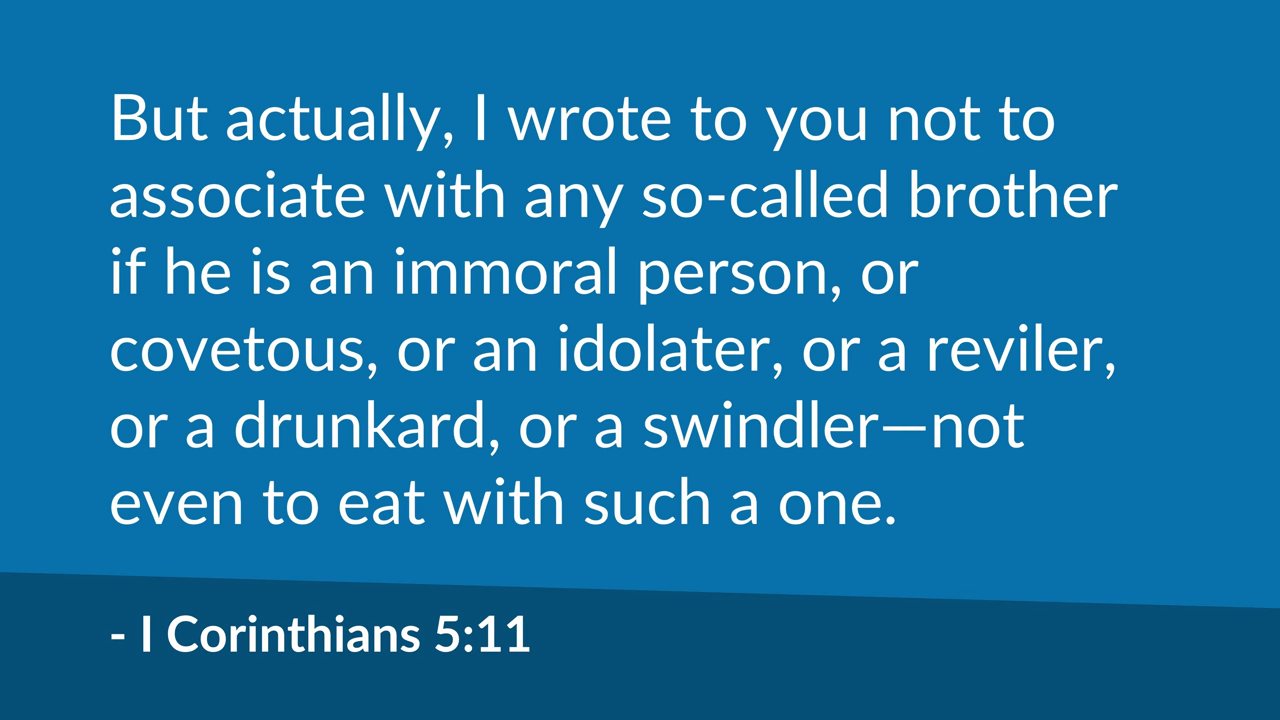 But actually, I wrote to you not to
associate with any so-called brother
if he is an immoral person, or
covetous, or an idolater, or a reviler,
or a drunkard, or a swindler—not
even to eat with such a one.
- I Corinthians 5:11